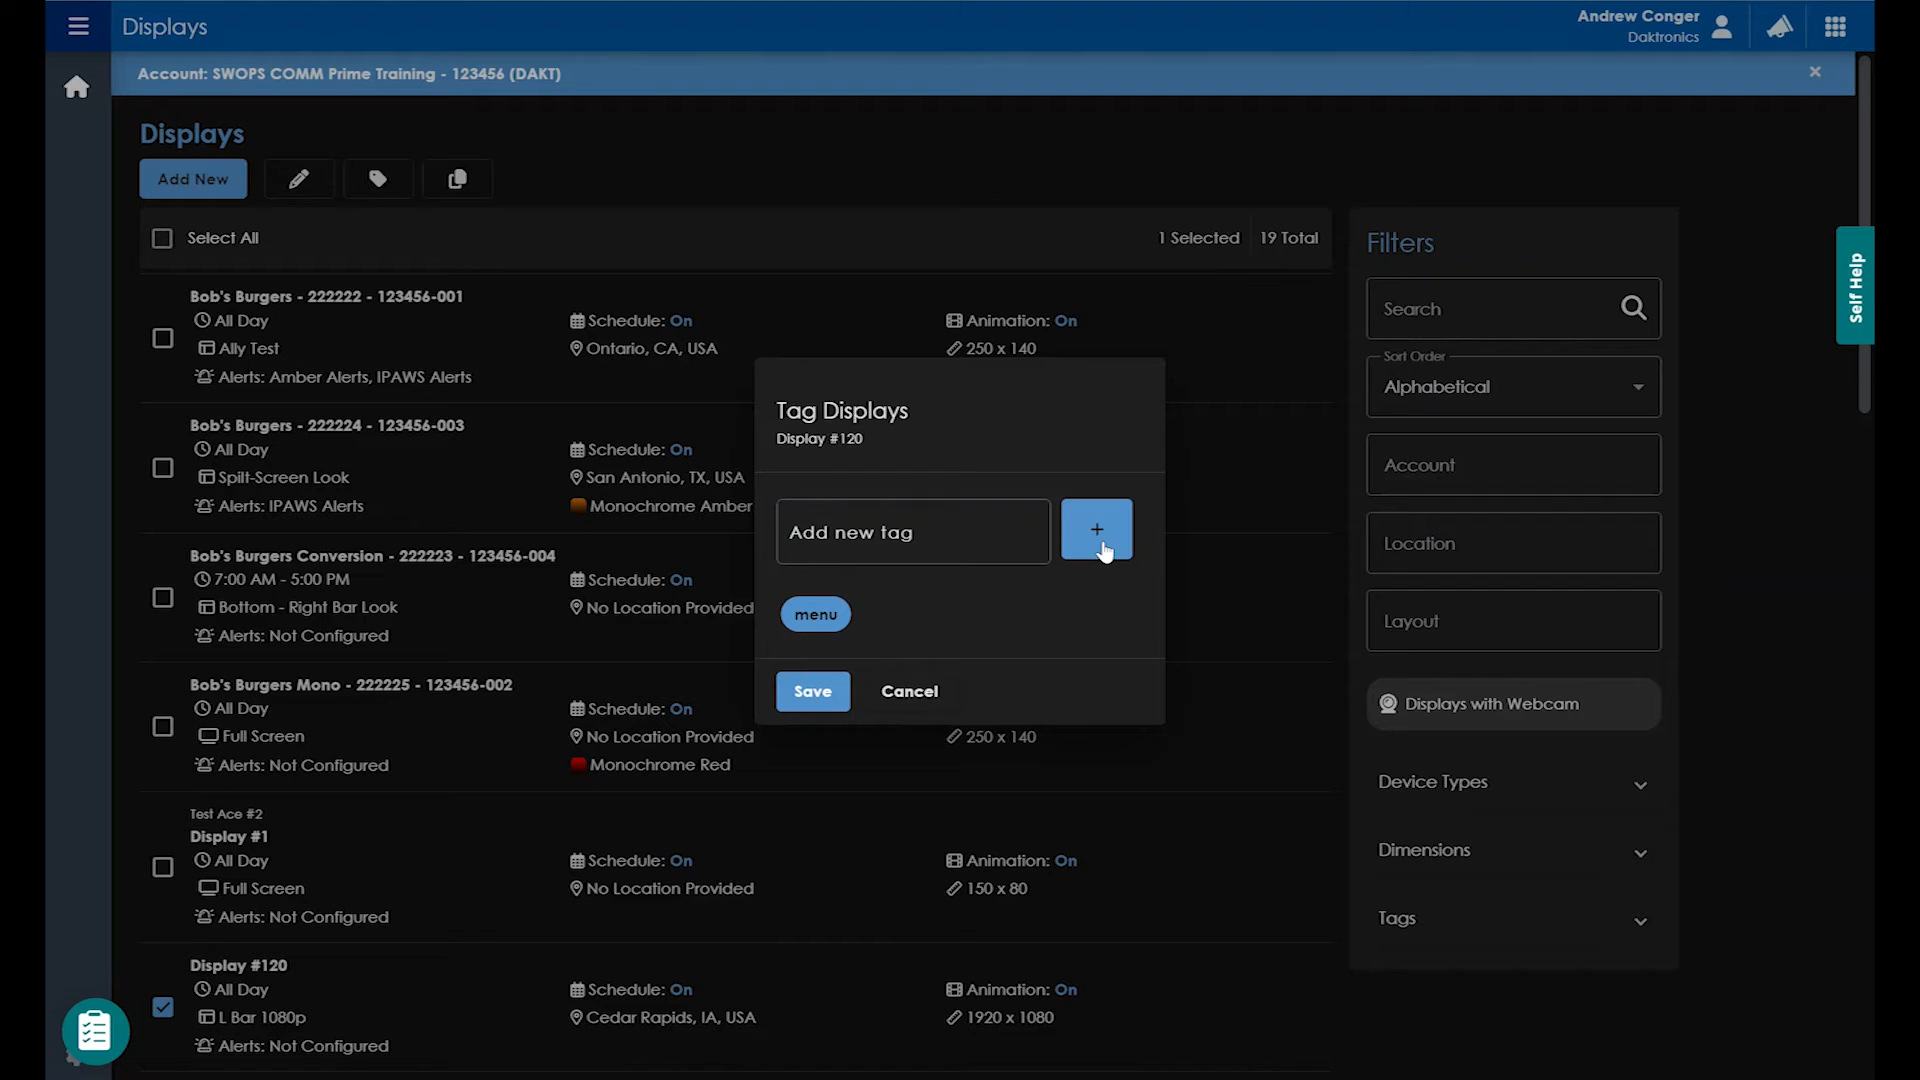 Displays
Andrew Conger
Daktronics
Account: SWOPS COMM Prime Training - 123456 (DAKT)
Displays
Add New
Select All
1 Selected
19 Total
Bob's Burgers - 222222 - 123456-001
All Day
Schedule: On
Animation: On
Ally Test
Ontario, CA, USA
250 x 140
Alerts: Amber Alerts, IPAWS Alerts
Bob's Burgers - 222224 - 123456-003
All Day
Schedule: On
Spilt-Screen Look
San Antonio, TX, USA
Alerts: IPAWS Alerts
Monochrome Amber
Bob's Burgers Conversion - 222223 - 123456-004
7:00 AM - 5:00 PM
Schedule: On
Bottom - Right Bar Look
No Location Provided
Alerts: Not Configured
Bob's Burgers Mono - 222225 - 123456-002
All Day
Schedule: On
Full Screen
No Location Provided
250 x 140
Alerts: Not Configured
Monochrome Red
Test Ace #2
Display #1
All Day
Schedule: On
Animation: On
Full Screen
No Location Provided
150 x 80
Alerts: Not Configured
Display #120
All Day
Schedule: On
Animation: On
L Bar 1080p
Cedar Rapids, IA, USA
1920 x 1080
Alerts: Not Configured
Tag Displays
Display #120
Add new tag
+
menu
Save
Cancel
Filters
Search
Sort Order
Alphabetical
Account
Location
Layout
Displays with Webcam
Device Types
Dimensions
Tags
Self Help